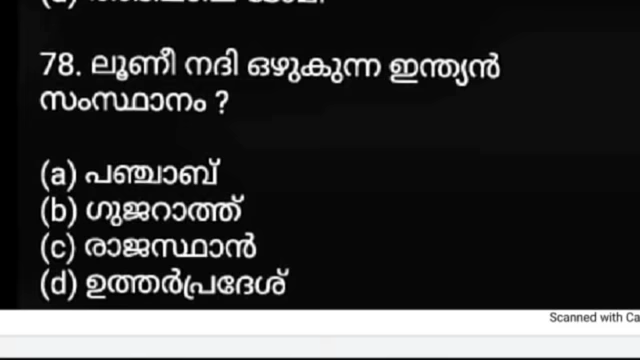 78. ലൂണീ നദി ഒഴുകുന്ന ഇന്ത്യൻ
സംസ്ഥാനം ?
(a) പഞ്ചാബ്
(b) ഗുജറാത്ത്
(c) രാജസ്ഥാൻ
(d) ഉത്തർപ്രദേശ്
Scanned with Ca